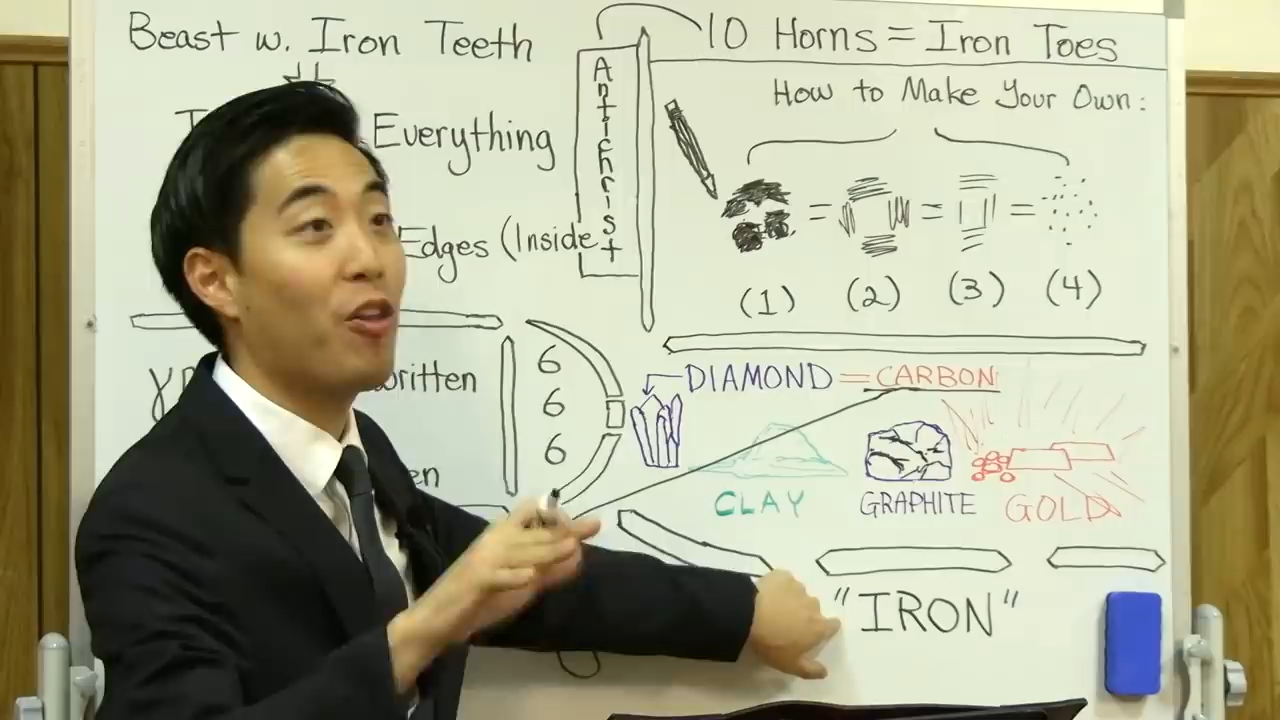 Beast w. Iron Teeth
Everything
Edges (Inside
written
en
6
6
6
Antichrist
10 Horns = Iron Toes
How to Make Your Own:
= = =
(1) (2) (3) (4)
DIAMOND = CARBON
CLAY
GRAPHITE
GOLD
"IRON"